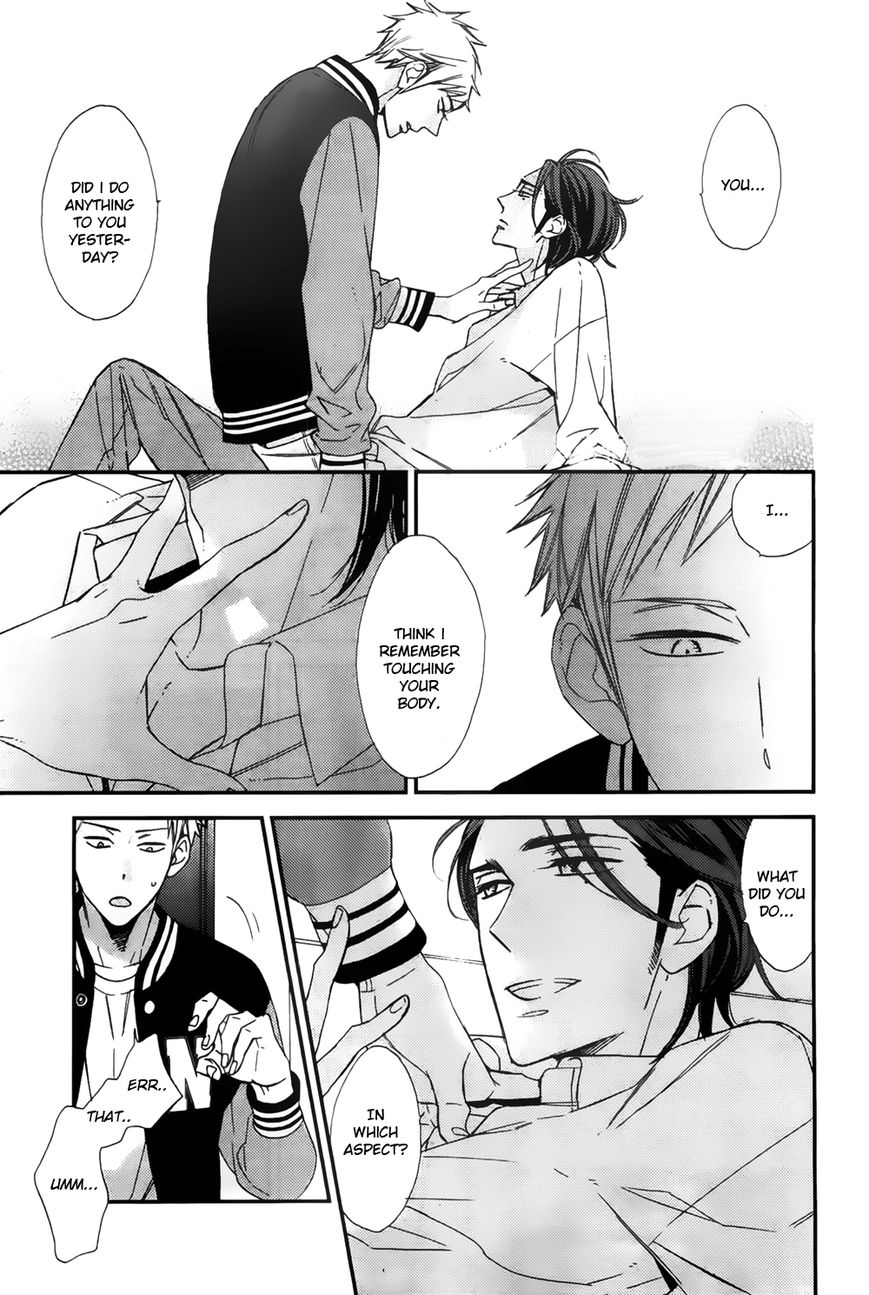 YOU...
DID I DO
ANYTHING
TO YOU
YESTER-
DAY?
I...
THINK I
REMEMBER
TOUCHING
YOUR
BODY.
WHAT
DID YOU
DO...
IN
WHICH
ASPECT?
ERR..
THAT..
UMM...